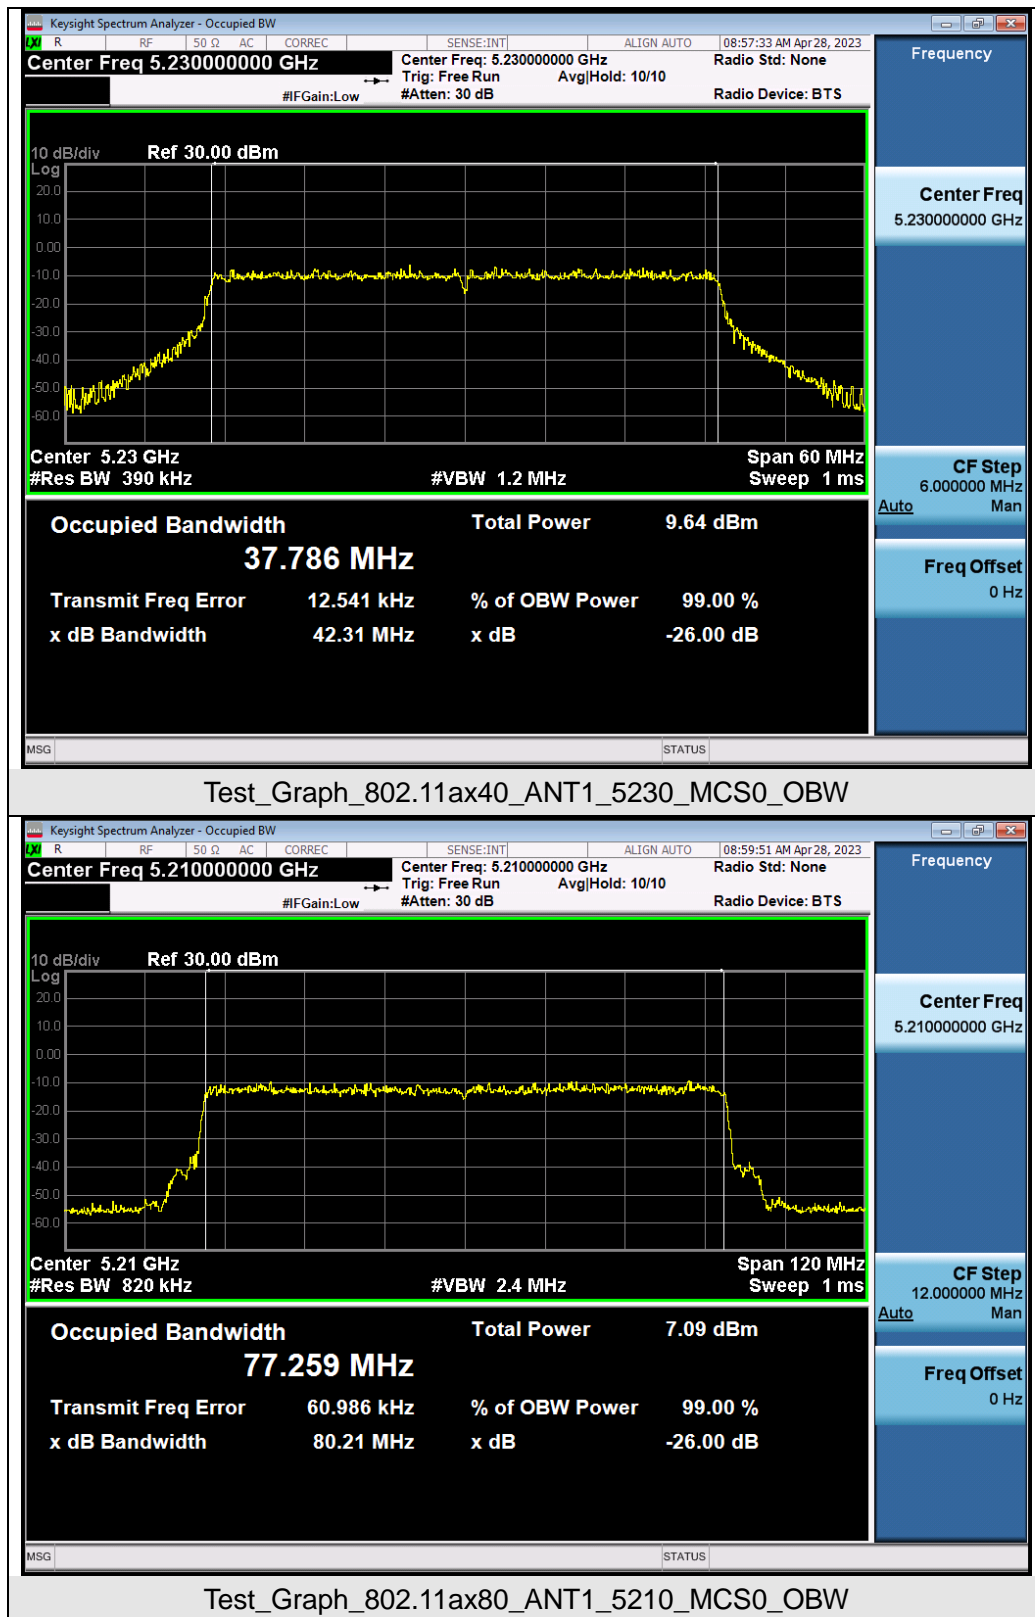 Keysight Spectrum Analyzer - Occupied BW
LXI R RF 50 Ω AC CORREC SENSE:INT ALIGN AUTO 08:57:33 AM Apr 28, 2023
Center Freq 5.230000000 GHz
Center Freq: 5.230000000 GHz Radio Std: None
Trig: Free Run Avg|Hold: 10/10
#IFGain:Low #Atten: 30 dB Radio Device: BTS
Frequency
10 dB/div Ref 30.00 dBm
Log
20.0
10.0
0.00
-10.0
-20.0
-30.0
-40.0
-50.0
-60.0
Center 5.23 GHz Span 60 MHz
#Res BW 390 kHz #VBW 1.2 MHz Sweep 1 ms
Center Freq
5.230000000 GHz
CF Step
6.000000 MHz
Auto Man
Freq Offset
0 Hz
Occupied Bandwidth Total Power 9.64 dBm
37.786 MHz
Transmit Freq Error 12.541 kHz % of OBW Power 99.00 %
x dB Bandwidth 42.31 MHz x dB -26.00 dB
MSG STATUS
Test_Graph_802.11ax40_ANT1_5230_MCS0_OBW
Keysight Spectrum Analyzer - Occupied BW
LXI R RF 50 Ω AC CORREC SENSE:INT ALIGN AUTO 08:59:51 AM Apr 28, 2023
Center Freq 5.210000000 GHz
Center Freq: 5.210000000 GHz Radio Std: None
Trig: Free Run Avg|Hold: 10/10
#IFGain:Low #Atten: 30 dB Radio Device: BTS
Frequency
10 dB/div Ref 30.00 dBm
Log
20.0
10.0
0.00
-10.0
-20.0
-30.0
-40.0
-50.0
-60.0
Center 5.21 GHz Span 120 MHz
#Res BW 820 kHz #VBW 2.4 MHz Sweep 1 ms
Center Freq
5.210000000 GHz
CF Step
12.000000 MHz
Auto Man
Freq Offset
0 Hz
Occupied Bandwidth Total Power 7.09 dBm
77.259 MHz
Transmit Freq Error 60.986 kHz % of OBW Power 99.00 %
x dB Bandwidth 80.21 MHz x dB -26.00 dB
MSG STATUS
Test_Graph_802.11ax80_ANT1_5210_MCS0_OBW